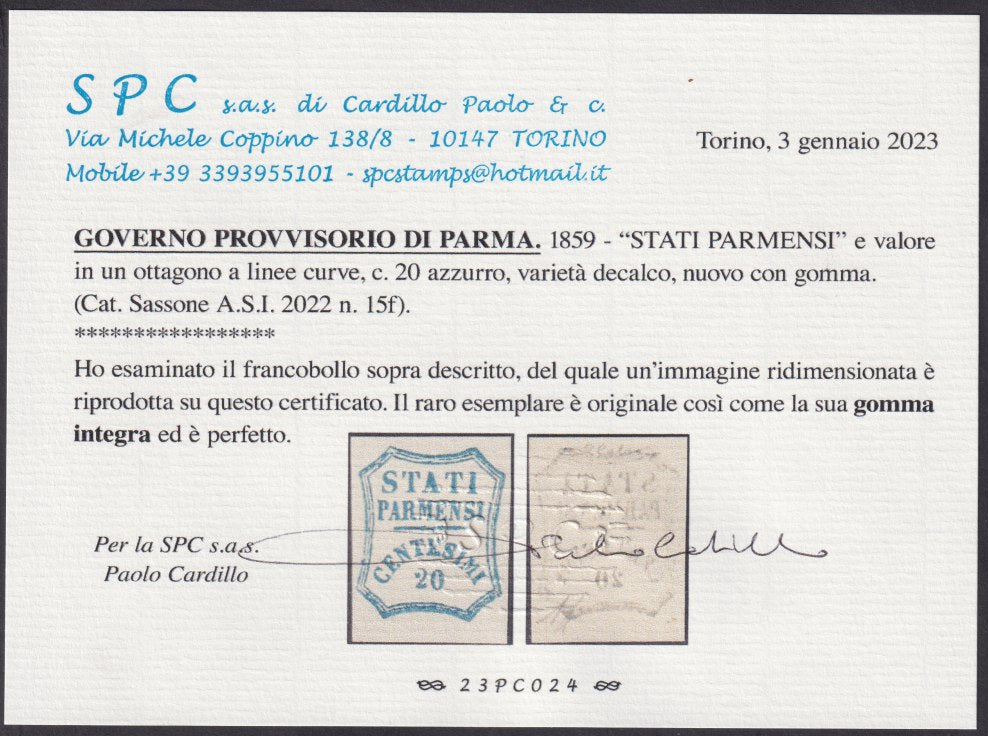 SPC s.a.s. di Cardillo Paolo & c.
Via Michele Coppino 138/8 - 10147 TORINO
Mobile +39 3393955101 - spcstamps@hotmail.it
Torino, 3 gennaio 2023
GOVERNO PROVVISORIO DI PARMA. 1859 - “STATI PARMENSI” e valore
in un ottagono a linee curve, c. 20 azzurro, varietà decalco, nuovo con gomma.
(Cat. Sassone A.S.I. 2022 n. 15f).
*****************
Ho esaminato il francobollo sopra descritto, del quale un’immagine ridimensionata è
riprodotta su questo certificato. Il raro esemplare è originale così come la sua gomma
integra ed è perfetto.
STATI
PARMENSI
CENTESIMI
20
Per la SPC s.a.s.
Paolo Cardillo
23PC024